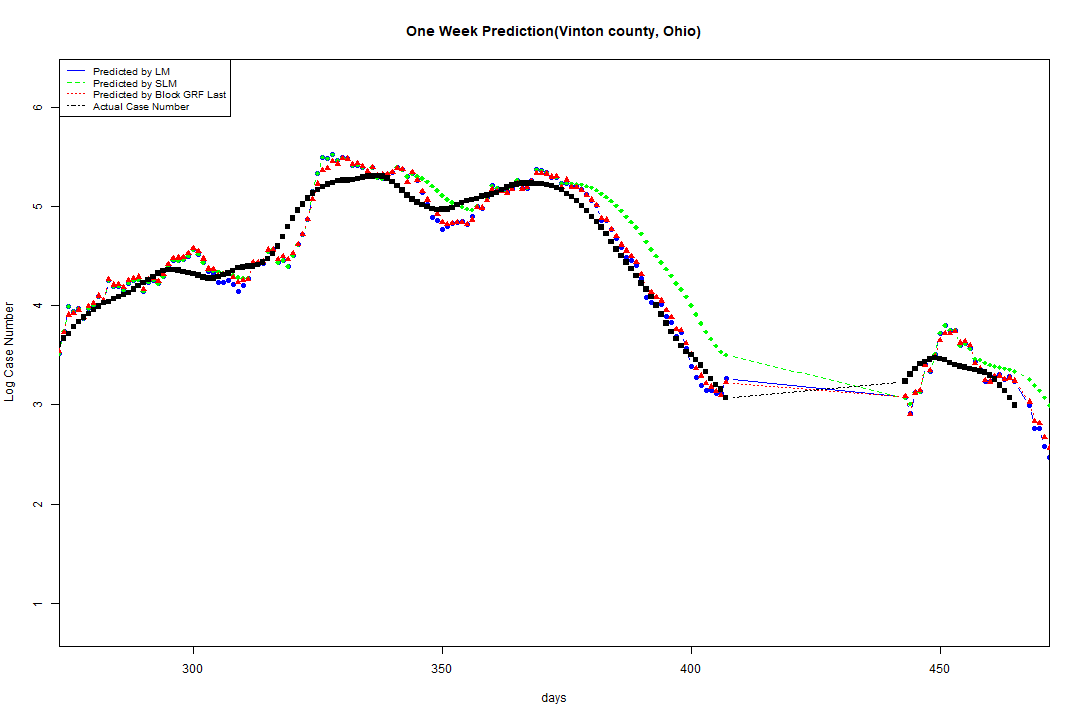 One Week Prediction(Vinton county, Ohio)
Predicted by LM
Predicted by SLM
Predicted by Block GRF Last
Actual Case Number
Log Case Number
6
5
4
3
2
1
300 350 400 450
days